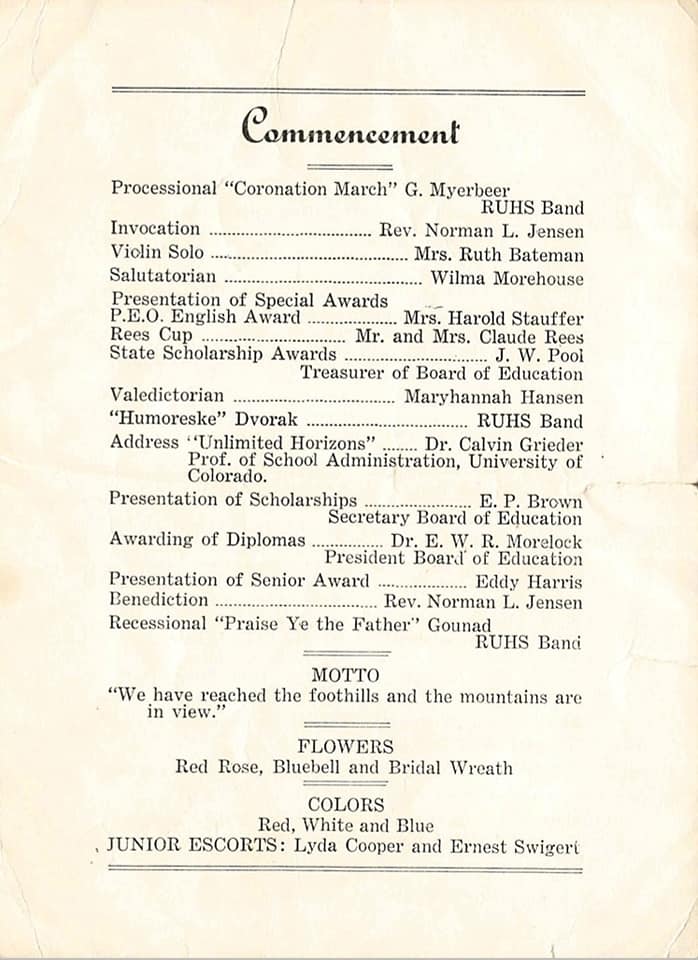 Commencement
Processional "Coronation March" G. Myerbeer
RUHS Band
Invocation .................................. Rev. Norman L. Jensen
Violin Solo ......................................... Mrs. Ruth Bateman
Salutatorian ......................................... Wilma Morehouse
Presentation of Special Awards
P.E.O. English Award .................. Mrs. Harold Stauffer
Rees Cup ............................. Mr. and Mrs. Claude Rees
State Scholarship Awards ............................. J. W. Pool
Treasurer of Board of Education
Valedictorian .................................. Maryhannah Hansen
"Humoreske" Dvorak .................................. RUHS Band
Address "Unlimited Horizons" ....... Dr. Calvin Grieder
Prof. of School Administration, University of
Colorado.
Presentation of Scholarships ...................... E. P. Brown
Secretary Board of Education
Awarding of Diplomas .............. Dr. E. W. R. Morelock
President Board of Education
Presentation of Senior Award .................. Eddy Harris
Benediction .................................. Rev. Norman L. Jensen
Recessional "Praise Ye the Father" Gounad
RUHS Band
MOTTO
"We have reached the foothills and the mountains are
in view."
FLOWERS
Red Rose, Bluebell and Bridal Wreath
COLORS
Red, White and Blue
JUNIOR ESCORTS: Lyda Cooper and Ernest Swigert